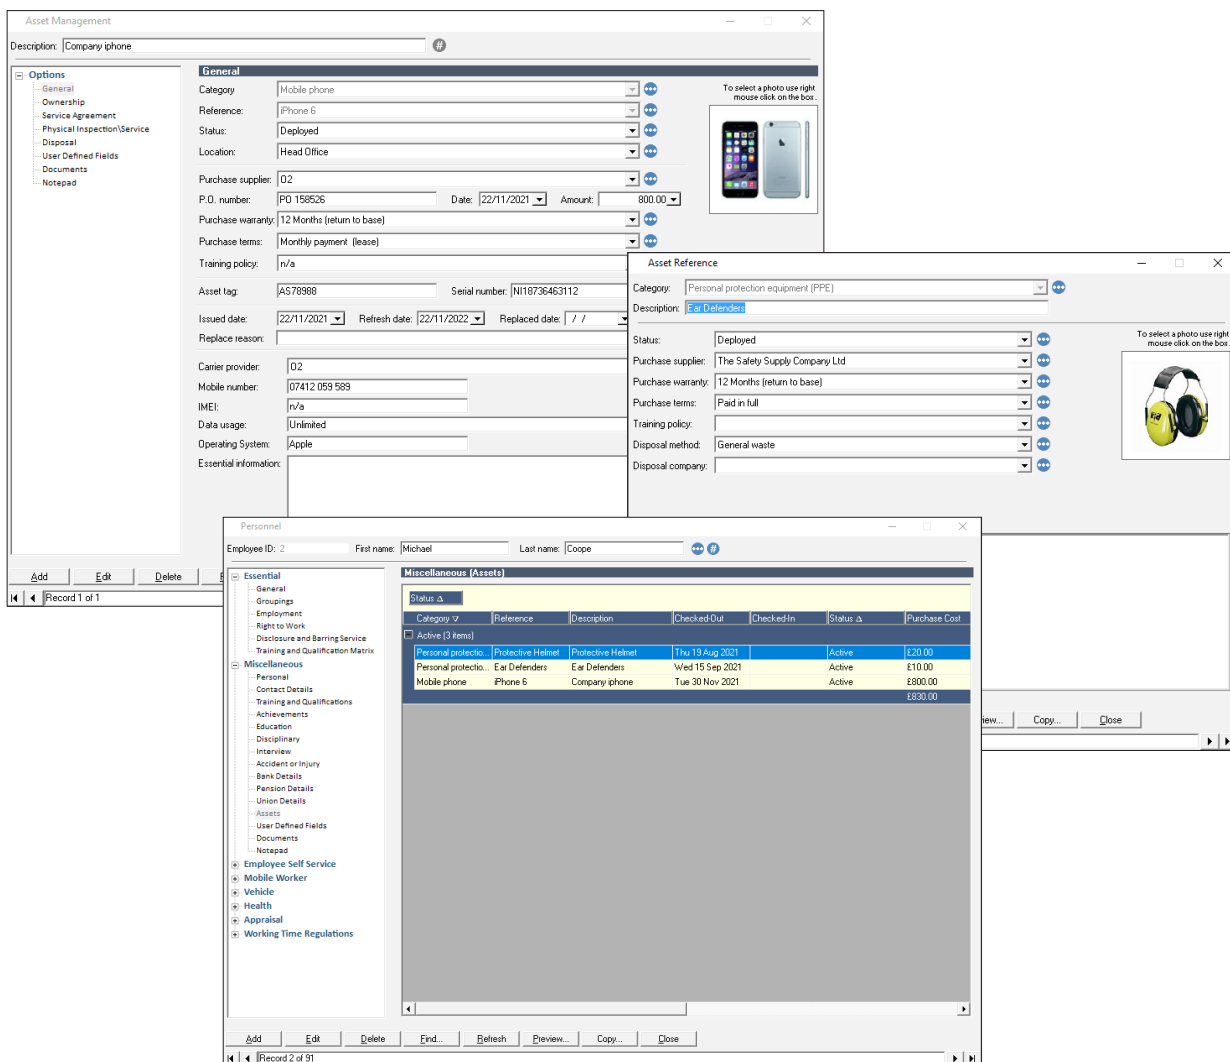 Asset Management
Description: Company iphone #
Options
General
Ownership
Service Agreement
Physical Inspection\Service
Disposal
User Defined Fields
Documents
Notepad
General
Category Mobile phone
Reference: iPhone 6
Status: Deployed
Location: Head Office
To select a photo use right
mouse click on the box .
Purchase supplier: O2
P.O. number: PO 158526 Date: 22/11/2021 Amount: 800.00
Purchase warranty: 12 Months (return to base)
Purchase terms: Monthly payment (lease)
Training policy: n/a
Asset tag: AS78988 Serial number: NI18736463112
Issued date: 22/11/2021 Refresh date: 22/11/2022 Replaced date: / /
Replace reason:
Carrier provider: O2
Mobile number: 07412 059 589
IMEI: n/a
Data usage: Unlimited
Operating System: Apple
Essential information:
Add Edit Delete
Record 1 of 1
Asset Reference
Category: Personal protection equipment (PPE)
Description: Ear Defenders
Status: Deployed
Purchase supplier: The Safety Supply Company Ltd
Purchase warranty: 12 Months (return to base)
Purchase terms: Paid in full
Training policy:
Disposal method: General waste
Disposal company:
To select a photo use right
mouse click on the box
iew... Copy... Close
Personnel
Employee ID: 2 First name: Michael Last name: Coope #
Essential
General
Groupings
Employment
Right to Work
Disclosure and Barring Service
Training and Qualification Matrix
Miscellaneous
Personal
Contact Details
Training and Qualifications
Achievements
Education
Disciplinary
Interview
Accident or Injury
Bank Details
Pension Details
Union Details
Assets
User Defined Fields
Documents
Notepad
Employee Self Service
Mobile Worker
Vehicle
Health
Appraisal
Working Time Regulations
Miscellaneous (Assets)
Status
Category Reference Description Checked-Out Checked-In Status Purchase Cost
Active (3 items)
Personal protectio... Protective Helmet Protective Helmet Thu 19 Aug 2021 Active £20.00
Personal protectio... Ear Defenders Ear Defenders Wed 15 Sep 2021 Active £10.00
Mobile phone iPhone 6 Company iphone Tue 30 Nov 2021 Active £800.00
£830.00
Add Edit Delete Find... Refresh Preview... Copy... Close
Record 2 of 91